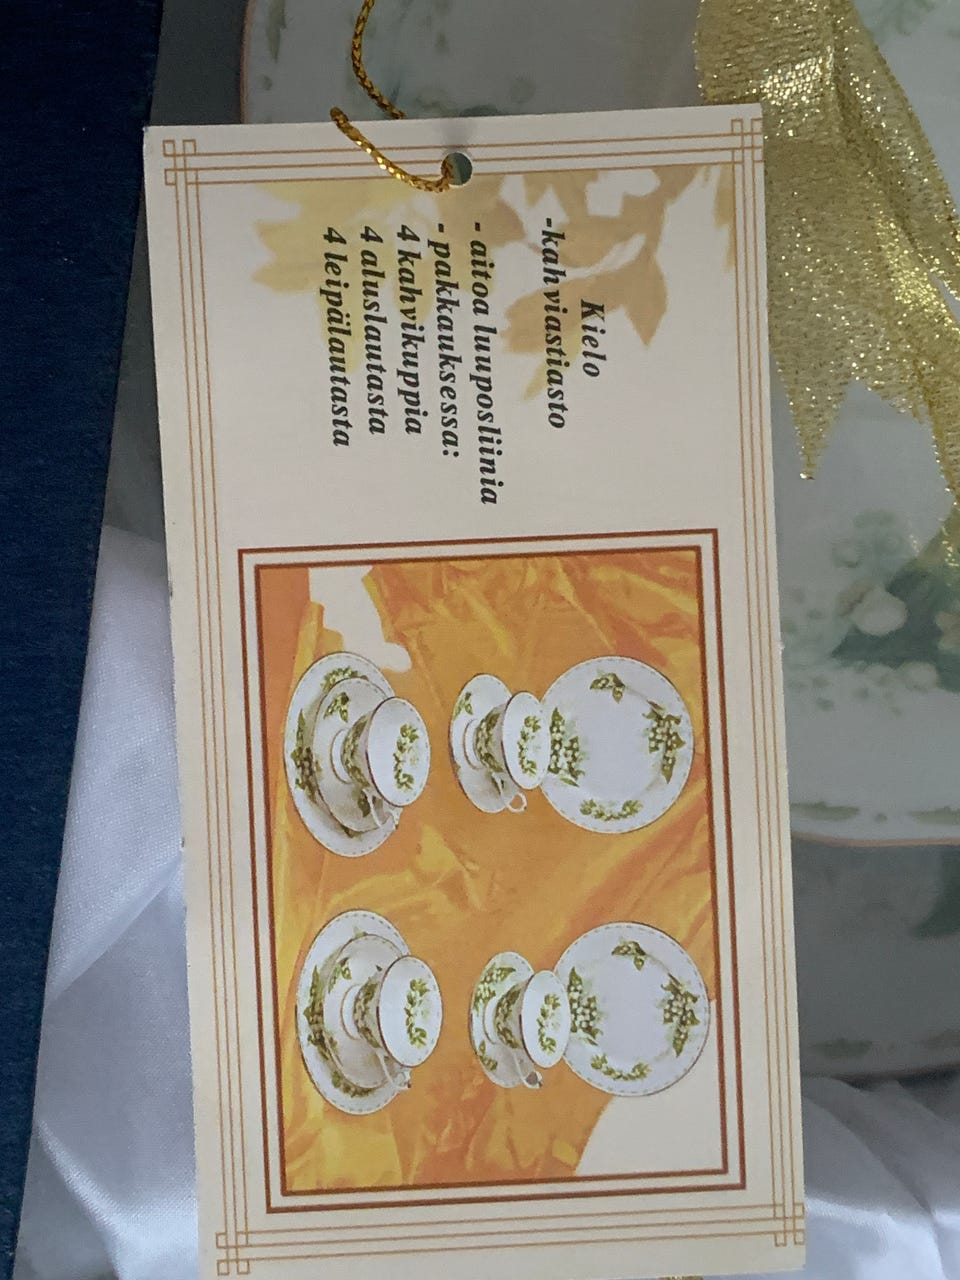 Kielo
-kahviastiasto
- aitoa luuposliinia
- pakkauksessa:
4 kahvikuppia
4 aluslautasta
4 leipälautasta